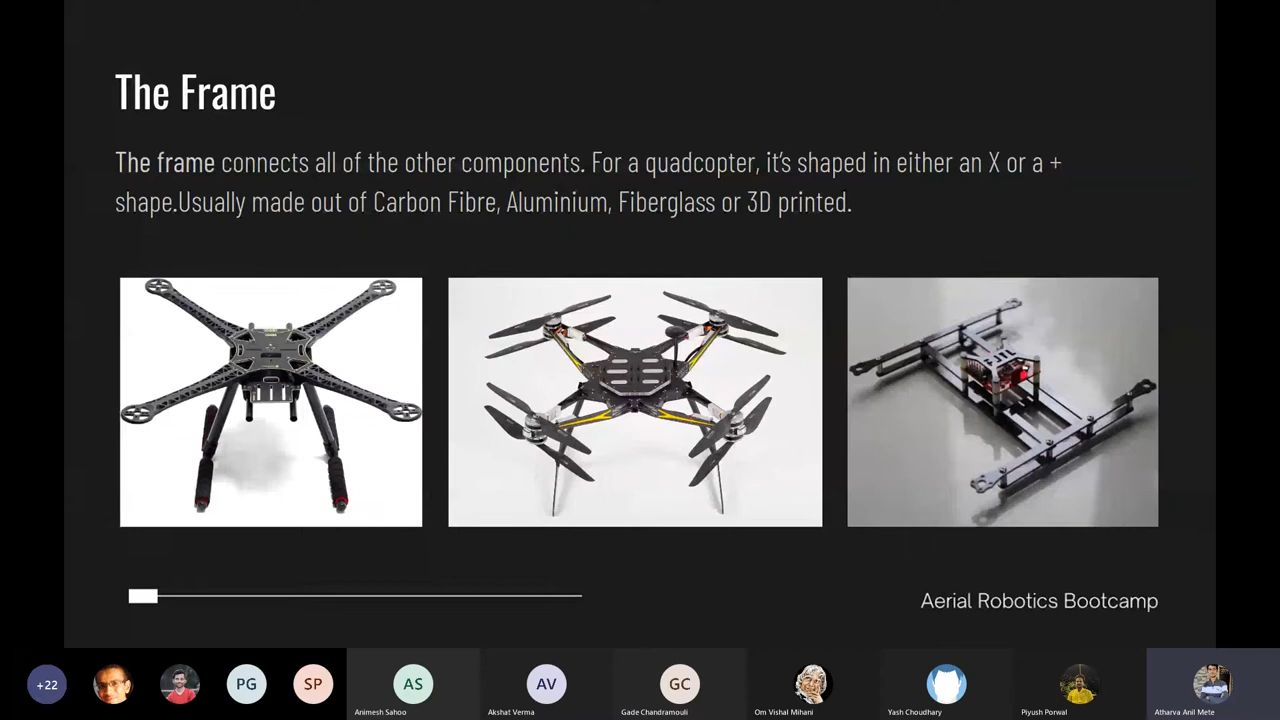 The Frame
The frame connects all of the other components. For a quadcopter, it's shaped in either an X or a +
shape.Usually made out of Carbon Fibre, Aluminium, Fiberglass or 3D printed.
Aerial Robotics Bootcamp
+22
PG
SP
AS
AV
GC
Animesh Sahoo
Akshat Verma
Gade Chandramouli
Om Vishal Mihani
Yash Choudhary
Piyush Porwal
Atharva Anil Mete